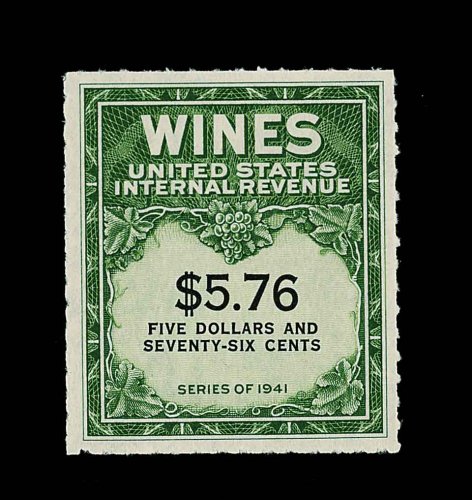 WINES
UNITED STATES
INTERNAL REVENUE
$5.76
FIVE DOLLARS AND
SEVENTY-SIX CENTS
SERIES OF 1941